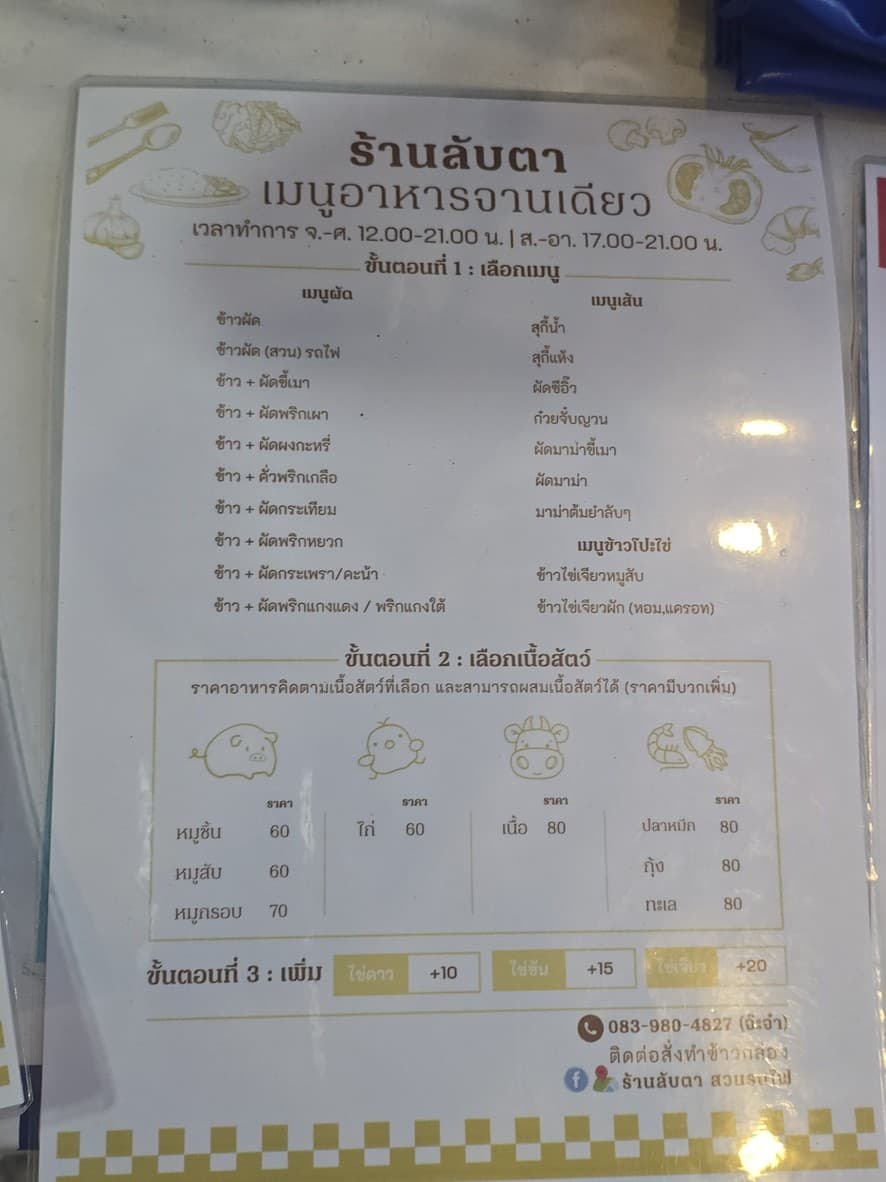 ร้านลับตา
เมนูอาหารจานเดียว
เวลาทำการ จ.-ศ. 12.00-21.00 น. | ส.-อา. 17.00-21.00 น.
ขั้นตอนที่ 1 : เลือกเมนู
เมนูผัด
ข้าวผัด
ข้าวผัด (สวน) รถไฟ
ข้าว + ผัดขี้เมา
ข้าว + ผัดพริกเผา
ข้าว + ผัดผงกะหรี่
ข้าว + คั่วพริกเกลือ
ข้าว + ผัดกระเทียม
ข้าว + ผัดพริกหยวก
ข้าว + ผัดกระเพรา/คะน้า
ข้าว + ผัดพริกแกงแดง / พริกแกงใต้
เมนูเส้น
สุกี้น้ำ
สุกี้แห้ง
ผัดซีอิ๊ว
ก๋วยจั๊บญวน
ผัดมาม่าขี้เมา
ผัดมาม่า
มาม่าต้มยำลับๆ
เมนูข้าวโปะไข่
ข้าวไข่เจียวหมูสับ
ข้าวไข่เจียวผัก (หอม,แครอท)
ขั้นตอนที่ 2 : เลือกเนื้อสัตว์
ราคาอาหารคิดตามเนื้อสัตว์ที่เลือก และสามารถผสมเนื้อสัตว์ได้ (ราคามีบวกเพิ่ม)
ราคา
หมูชิ้น 60
หมูสับ 60
หมูกรอบ 70
ราคา
ไก่ 60
ราคา
เนื้อ 80
ราคา
ปลาหมึก 80
กุ้ง 80
ทะเล 80
ขั้นตอนที่ 3 : เพิ่ม ไข่ดาว +10 ไข่ข้น +15 ไข่เจียว +20
083-980-4827 (จ๊ะจ๋า)
ติดต่อสั่งทำข้าวกล่อง
ร้านลับตา สวนรถไฟ